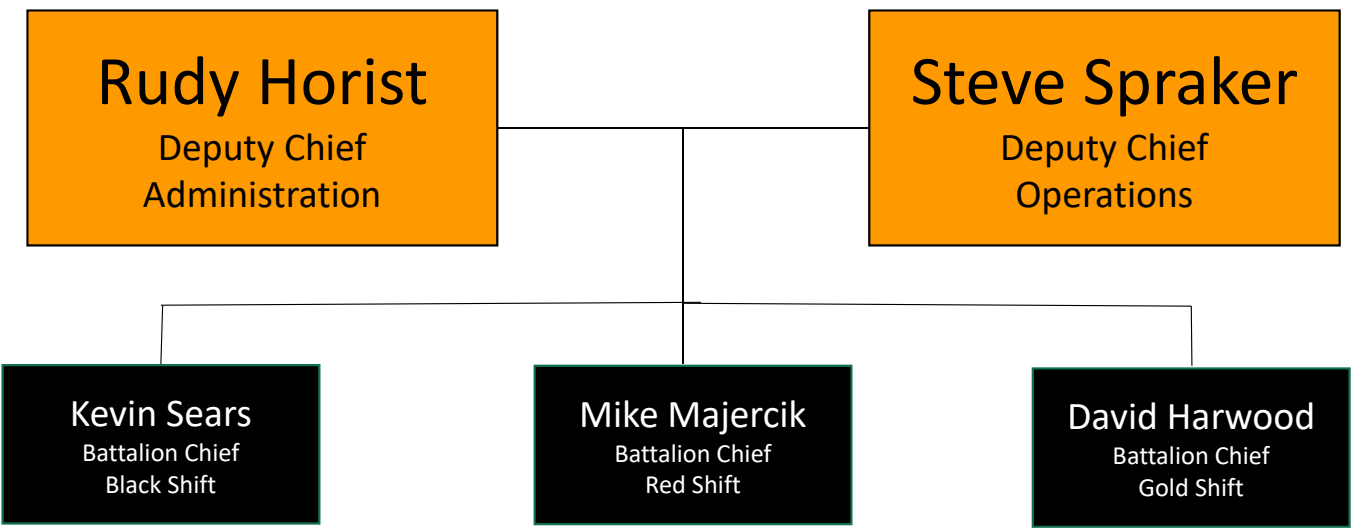 Rudy Horist
Deputy Chief
Administration
Steve Spraker
Deputy Chief
Operations
Kevin Sears
Battalion Chief
Black Shift
Mike Majercik
Battalion Chief
Red Shift
David Harwood
Battalion Chief
Gold Shift